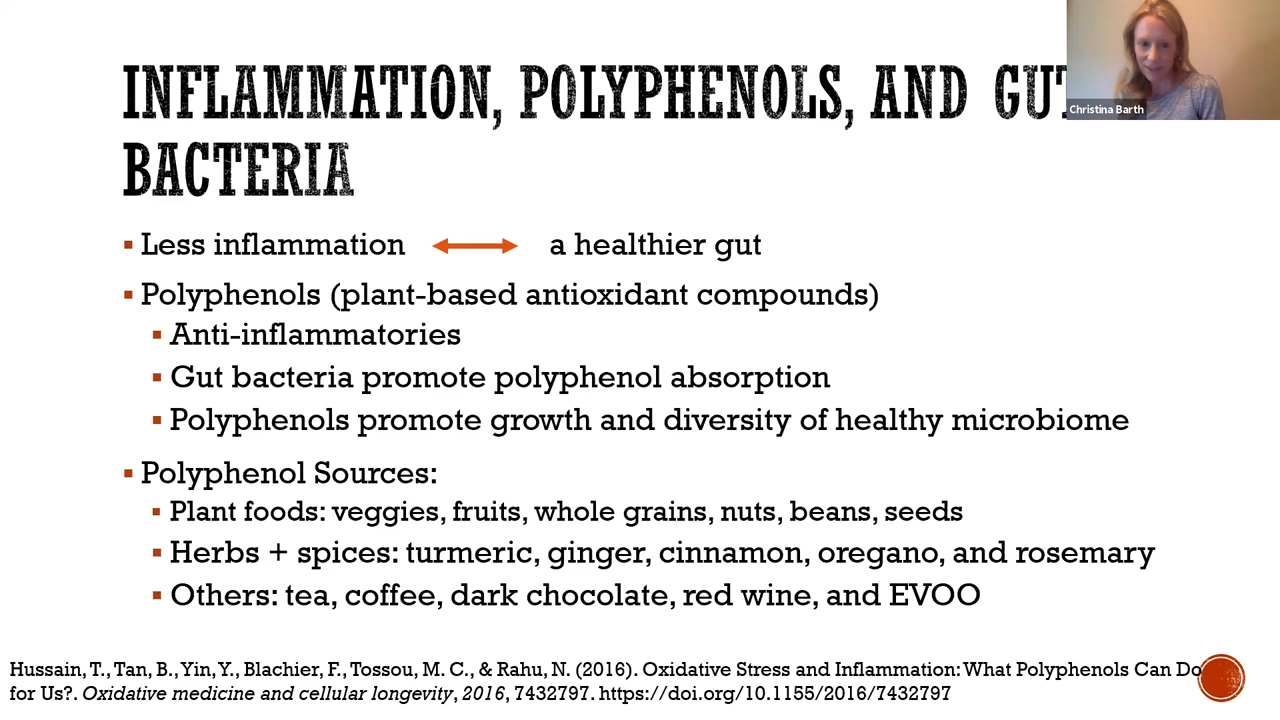 INFLAMMATION, POLYPHENOLS, AND GUT
BACTERIA
Christina Barth
▪ Less inflammation ↔ a healthier gut
▪ Polyphenols (plant-based antioxidant compounds)
▪ Anti-inflammatories
▪ Gut bacteria promote polyphenol absorption
▪ Polyphenols promote growth and diversity of healthy microbiome
▪ Polyphenol Sources:
▪ Plant foods: veggies, fruits, whole grains, nuts, beans, seeds
▪ Herbs + spices: turmeric, ginger, cinnamon, oregano, and rosemary
▪ Others: tea, coffee, dark chocolate, red wine, and EVOO
Hussain, T., Tan, B., Yin, Y., Blachier, F., Tossou, M. C., & Rahu, N. (2016). Oxidative Stress and Inflammation: What Polyphenols Can Do
for Us?. Oxidative medicine and cellular longevity, 2016, 7432797. https://doi.org/10.1155/2016/7432797